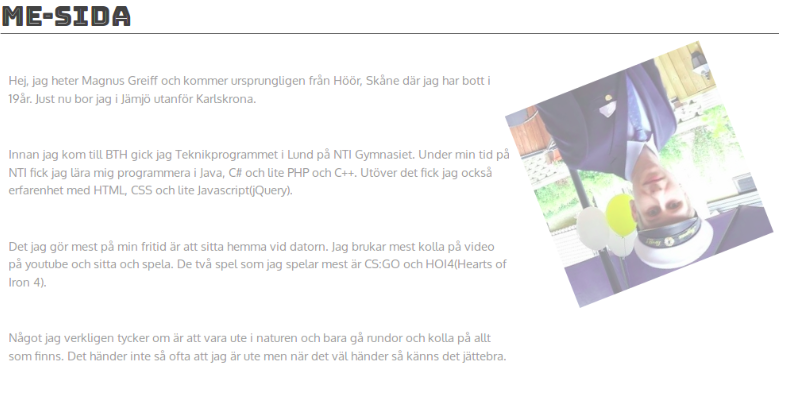 ME-SIDA
Hej, jag heter Magnus Greiff och kommer ursprungligen från Höör, Skåne där jag har bott i
19år. Just nu bor jag i Jämjö utanför Karlskrona.
Innan jag kom till BTH gick jag Teknikprogrammet i Lund på NTI Gymnasiet. Under min tid på
NTI fick jag lära mig programmera i Java, C# och lite PHP och C++. Utöver det fick jag också
erfarenhet med HTML, CSS och lite Javascript(jQuery).
Det jag gör mest på min fritid är att sitta hemma vid datorn. Jag brukar mest kolla på video
på youtube och sitta och spela. De två spel som jag spelar mest är CS:GO och HOI4(Hearts of
Iron 4).
Något jag verkligen tycker om är att vara ute i naturen och bara gå rundor och kolla på allt
som finns. Det händer inte så ofta att jag är ute men när det väl händer så känns det jättebra.